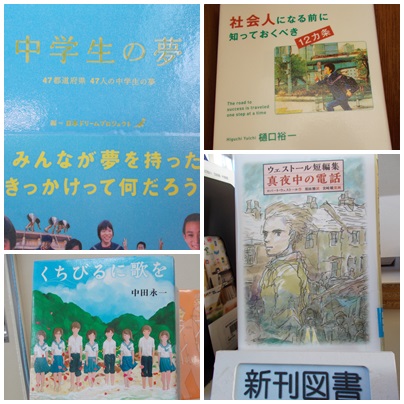 中学生の夢
47都道府県 47人の中学生の夢
みんなが夢を持った
きっかけって何だろう
社会人になる前に
知っておくべき
12カ条
The road to
success is traveled
one step at a time
Higuchi Yuichi
樋口裕一
くちびるに歌を
中田永一
ウェストール短編集
真夜中の電話
新刊図書